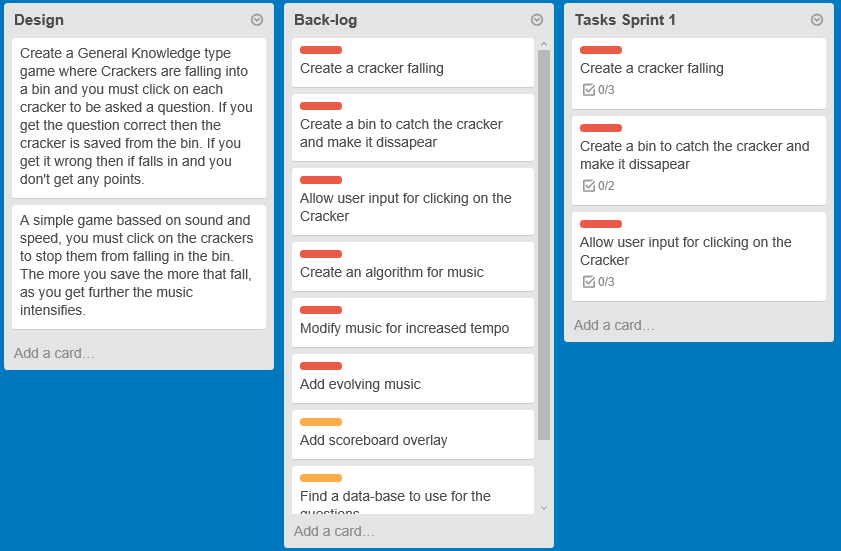 Design
Create a General Knowledge type
game where Crackers are falling into
a bin and you must click on each
cracker to be asked a question. If you
get the question correct then the
cracker is saved from the bin. If you
get it wrong then if falls in and you
don't get any points.
A simple game bassed on sound and
speed, you must click on the crackers
to stop them from falling in the bin.
The more you save the more that fall,
as you get further the music
intensifies.
Add a card…
Back-log
Create a cracker falling
Create a bin to catch the cracker
and make it dissapear
Allow user input for clicking on the
Cracker
Create an algorithm for music
Modify music for increased tempo
Add evolving music
Add scoreboard overlay
Find a data-base to use for the
questions
Add a card…
Tasks Sprint 1
Create a cracker falling
0/3
Create a bin to catch the cracker and
make it dissapear
0/2
Allow user input for clicking on the
Cracker
0/3
Add a card…